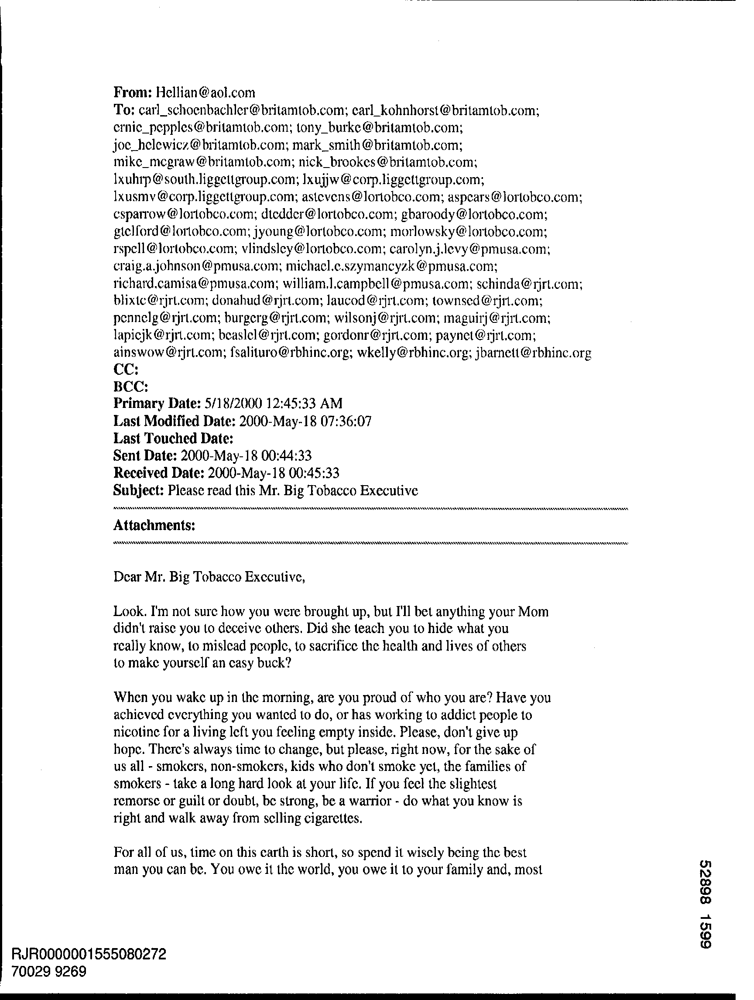 From: Hellian@aol.com
To: carl_schoenbachler@britamtob.com; earl_kohnhorst@britamtob.com;
ernie_pepples@britamtob.com; tony_burke@britamtob.com;
joe_helewicz@britamtob.com; mark_smith@britamtob.com;
mike_mcgraw@britamtob.com; nick_brookes@britamtob.com;
lxuhrp@south.liggettgroup.com; lxujjw@corp.liggettgroup.com;
lxusmv@corp.liggettgroup.com; astevens@lortobco.com; aspears@lortobco.com;
csparrow@lortobco.com; dtedder@lortobco.com; gbaroody@lortobco.com;
gtelford@lortobco.com; jyoung@lortobco.com; morlowsky@lortobco.com;
rspell@lortobco.com; vlindsley@lortobco.com; carolyn.j.levy@pmusa.com;
craig.a.johnson@pmusa.com; michael.e.szymancyzk@pmusa.com;
richard.camisa@pmusa.com; william.l.campbell@pmusa.com; schinda@rjrt.com;
blixte@rjrt.com; donahud@rjrt.com; laucod@rjrt.com; townsed@rjrt.com;
pennelg@rjrt.com; burgerg@rjrt.com; wilsonj@rjrt.com; maguirj@rjrt.com;
lapiejk@rjrt.com; beaslel@rjrt.com; gordonr@rjrt.com; paynet@rjrt.com;
ainswow@rjrt.com; fsalituro@rbhinc.org; wkelly@rbhinc.org; jbarnett@rbhinc.org
CC:
BCC:
Primary Date: 5/18/2000 12:45:33 AM
Last Modified Date: 2000-May-18 07:36:07
Last Touched Date:
Sent Date: 2000-May-18 00:44:33
Received Date: 2000-May-18 00:45:33
Subject: Please read this Mr. Big Tobacco Executive
Attachments:
Dear Mr. Big Tobacco Executive,
Look. I'm not sure how you were brought up, but I'll bet anything your Mom
didn't raise you to deceive others. Did she teach you to hide what you
really know, to mislead people, to sacrifice the health and lives of others
to make yourself an easy buck?
When you wake up in the morning, are you proud of who you are? Have you
achieved everything you wanted to do, or has working to addict people to
nicotine for a living left you feeling empty inside. Please, don't give up
hope. There's always time to change, but please, right now, for the sake of
us all - smokers, non-smokers, kids who don't smoke yet, the families of
smokers - take a long hard look at your life. If you feel the slightest
remorse or guilt or doubt, be strong, be a warrior - do what you know is
right and walk away from selling cigarettes.
For all of us, time on this earth is short, so spend it wisely being the best
man you can be. You owe it the world, you owe it to your family and, most
52898 1599
RJR0000001555080272
70029 9269